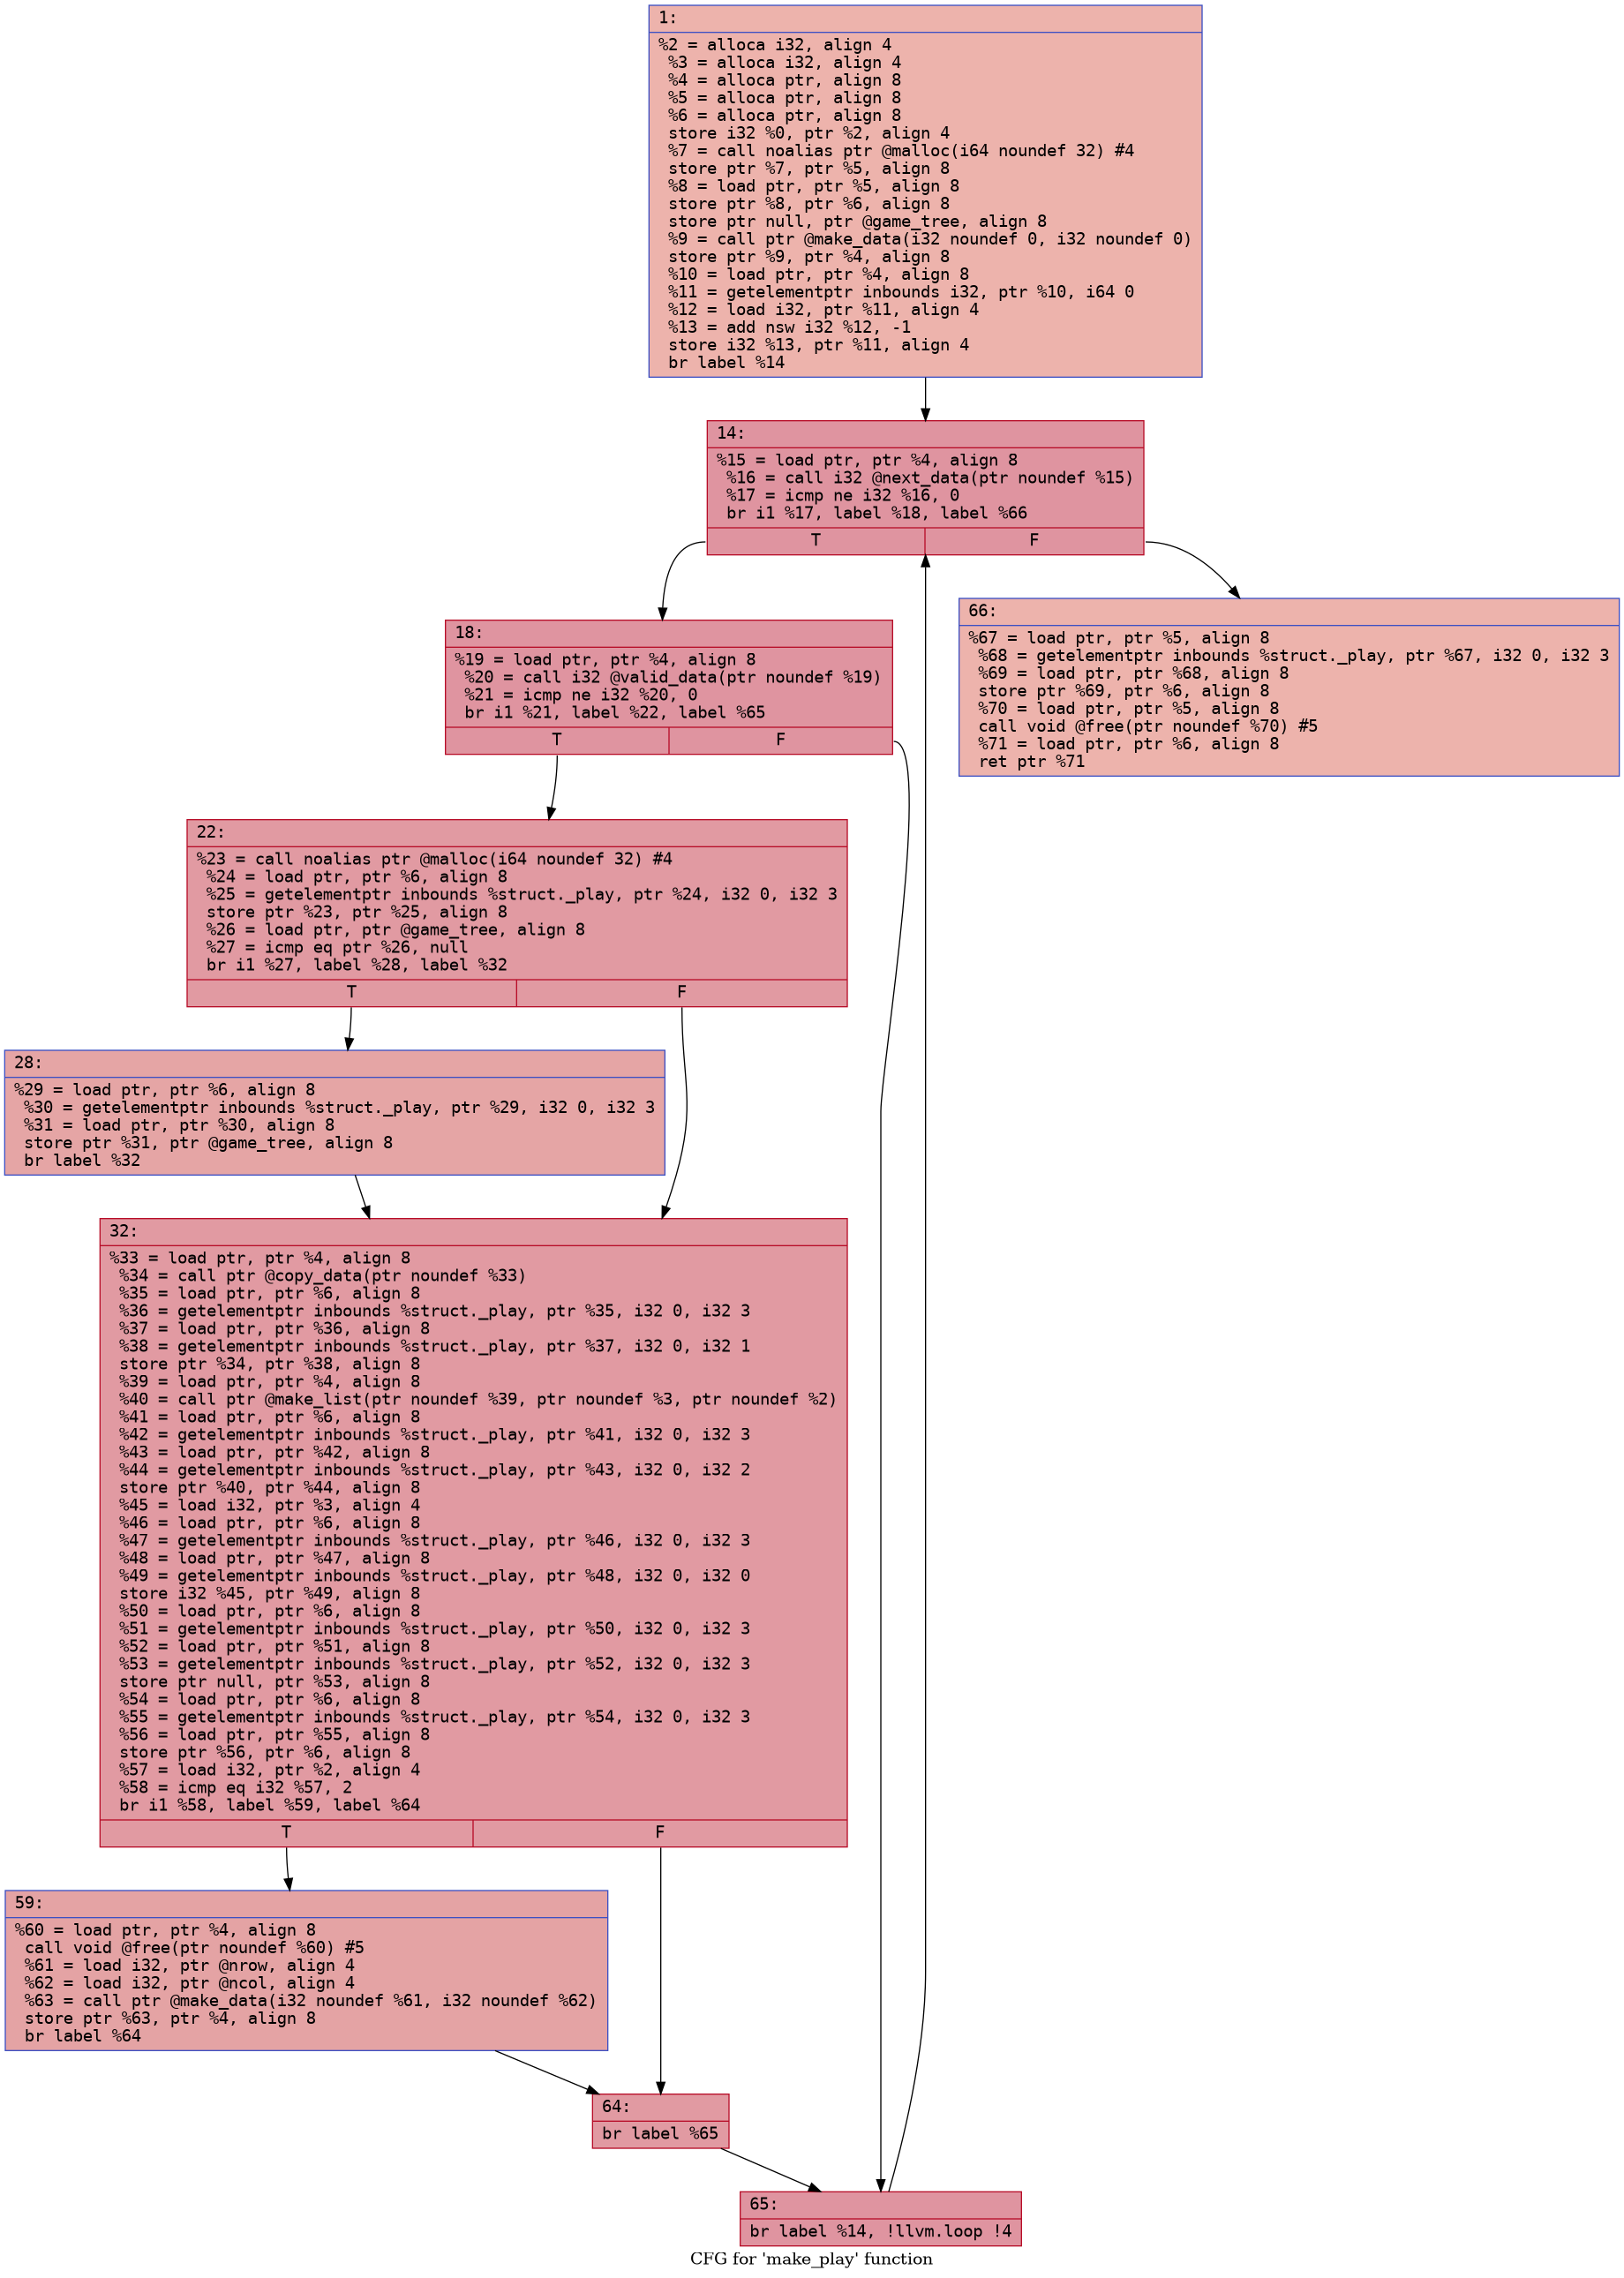 1:
%2 = alloca i32, align 4
%3 = alloca i32, align 4
%4 = alloca ptr, align 8
%5 = alloca ptr, align 8
%6 = alloca ptr, align 8
store i32 %0, ptr %2, align 4
%7 = call noalias ptr @malloc(i64 noundef 32) #4
store ptr %7, ptr %5, align 8
%8 = load ptr, ptr %5, align 8
store ptr %8, ptr %6, align 8
store ptr null, ptr @game_tree, align 8
%9 = call ptr @make_data(i32 noundef 0, i32 noundef 0)
store ptr %9, ptr %4, align 8
%10 = load ptr, ptr %4, align 8
%11 = getelementptr inbounds i32, ptr %10, i64 0
%12 = load i32, ptr %11, align 4
%13 = add nsw i32 %12, -1
store i32 %13, ptr %11, align 4
br label %14
14:
%15 = load ptr, ptr %4, align 8
%16 = call i32 @next_data(ptr noundef %15)
%17 = icmp ne i32 %16, 0
br i1 %17, label %18, label %66
T F
66:
%67 = load ptr, ptr %5, align 8
%68 = getelementptr inbounds %struct._play, ptr %67, i32 0, i32 3
%69 = load ptr, ptr %68, align 8
store ptr %69, ptr %6, align 8
%70 = load ptr, ptr %5, align 8
call void @free(ptr noundef %70) #5
%71 = load ptr, ptr %6, align 8
ret ptr %71
18:
%19 = load ptr, ptr %4, align 8
%20 = call i32 @valid_data(ptr noundef %19)
%21 = icmp ne i32 %20, 0
br i1 %21, label %22, label %65
T F
22:
%23 = call noalias ptr @malloc(i64 noundef 32) #4
%24 = load ptr, ptr %6, align 8
%25 = getelementptr inbounds %struct._play, ptr %24, i32 0, i32 3
store ptr %23, ptr %25, align 8
%26 = load ptr, ptr @game_tree, align 8
%27 = icmp eq ptr %26, null
br i1 %27, label %28, label %32
T F
28:
%29 = load ptr, ptr %6, align 8
%30 = getelementptr inbounds %struct._play, ptr %29, i32 0, i32 3
%31 = load ptr, ptr %30, align 8
store ptr %31, ptr @game_tree, align 8
br label %32
32:
%33 = load ptr, ptr %4, align 8
%34 = call ptr @copy_data(ptr noundef %33)
%35 = load ptr, ptr %6, align 8
%36 = getelementptr inbounds %struct._play, ptr %35, i32 0, i32 3
%37 = load ptr, ptr %36, align 8
%38 = getelementptr inbounds %struct._play, ptr %37, i32 0, i32 1
store ptr %34, ptr %38, align 8
%39 = load ptr, ptr %4, align 8
%40 = call ptr @make_list(ptr noundef %39, ptr noundef %3, ptr noundef %2)
%41 = load ptr, ptr %6, align 8
%42 = getelementptr inbounds %struct._play, ptr %41, i32 0, i32 3
%43 = load ptr, ptr %42, align 8
%44 = getelementptr inbounds %struct._play, ptr %43, i32 0, i32 2
store ptr %40, ptr %44, align 8
%45 = load i32, ptr %3, align 4
%46 = load ptr, ptr %6, align 8
%47 = getelementptr inbounds %struct._play, ptr %46, i32 0, i32 3
%48 = load ptr, ptr %47, align 8
%49 = getelementptr inbounds %struct._play, ptr %48, i32 0, i32 0
store i32 %45, ptr %49, align 8
%50 = load ptr, ptr %6, align 8
%51 = getelementptr inbounds %struct._play, ptr %50, i32 0, i32 3
%52 = load ptr, ptr %51, align 8
%53 = getelementptr inbounds %struct._play, ptr %52, i32 0, i32 3
store ptr null, ptr %53, align 8
%54 = load ptr, ptr %6, align 8
%55 = getelementptr inbounds %struct._play, ptr %54, i32 0, i32 3
%56 = load ptr, ptr %55, align 8
store ptr %56, ptr %6, align 8
%57 = load i32, ptr %2, align 4
%58 = icmp eq i32 %57, 2
br i1 %58, label %59, label %64
T F
59:
%60 = load ptr, ptr %4, align 8
call void @free(ptr noundef %60) #5
%61 = load i32, ptr @nrow, align 4
%62 = load i32, ptr @ncol, align 4
%63 = call ptr @make_data(i32 noundef %61, i32 noundef %62)
store ptr %63, ptr %4, align 8
br label %64
64:
br label %65
65:
br label %14, !llvm.loop !4
CFG for 'make_play' function